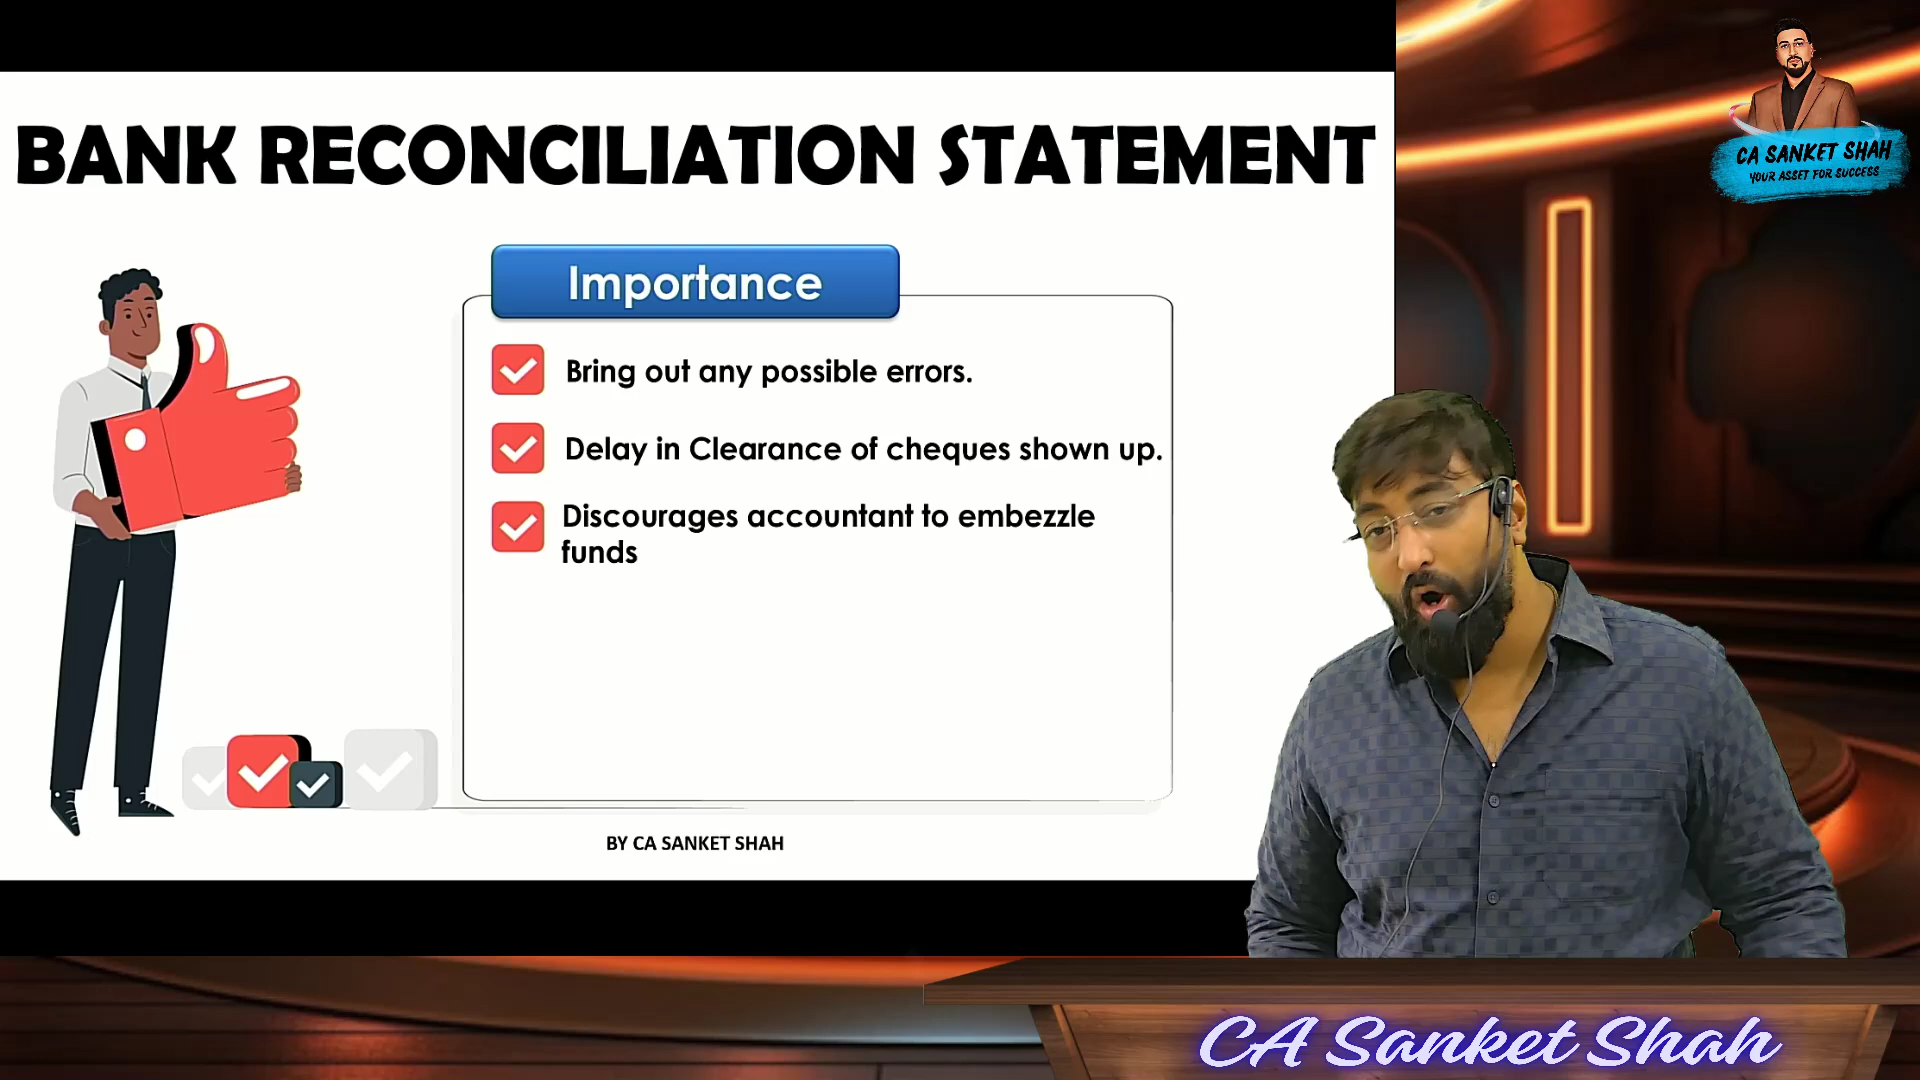 BANK RECONCILIATION STATEMENT
Importance
Bring out any possible errors.
Delay in Clearance of cheques shown up.
Discourages accountant to embezzle
funds
BY CA SANKET SHAH
CA SANKET SHAH
YOUR ASSET FOR SUCCESS
CA Sanket Shah